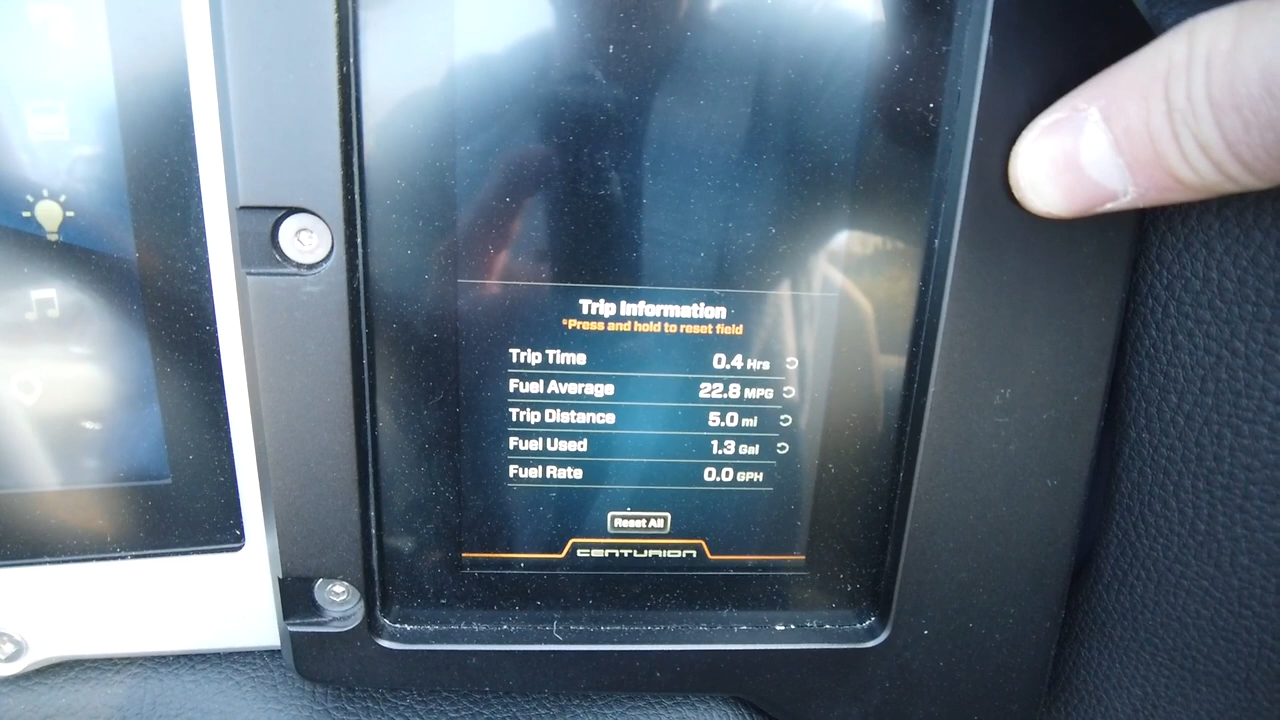 Trip Information
*Press and hold to reset field
Trip Time 0.4 Hrs
Fuel Average 22.8 MPG
Trip Distance 5.0 mi
Fuel Used 1.3 Gal
Fuel Rate 0.0 GPH
Reset All
CENTURION